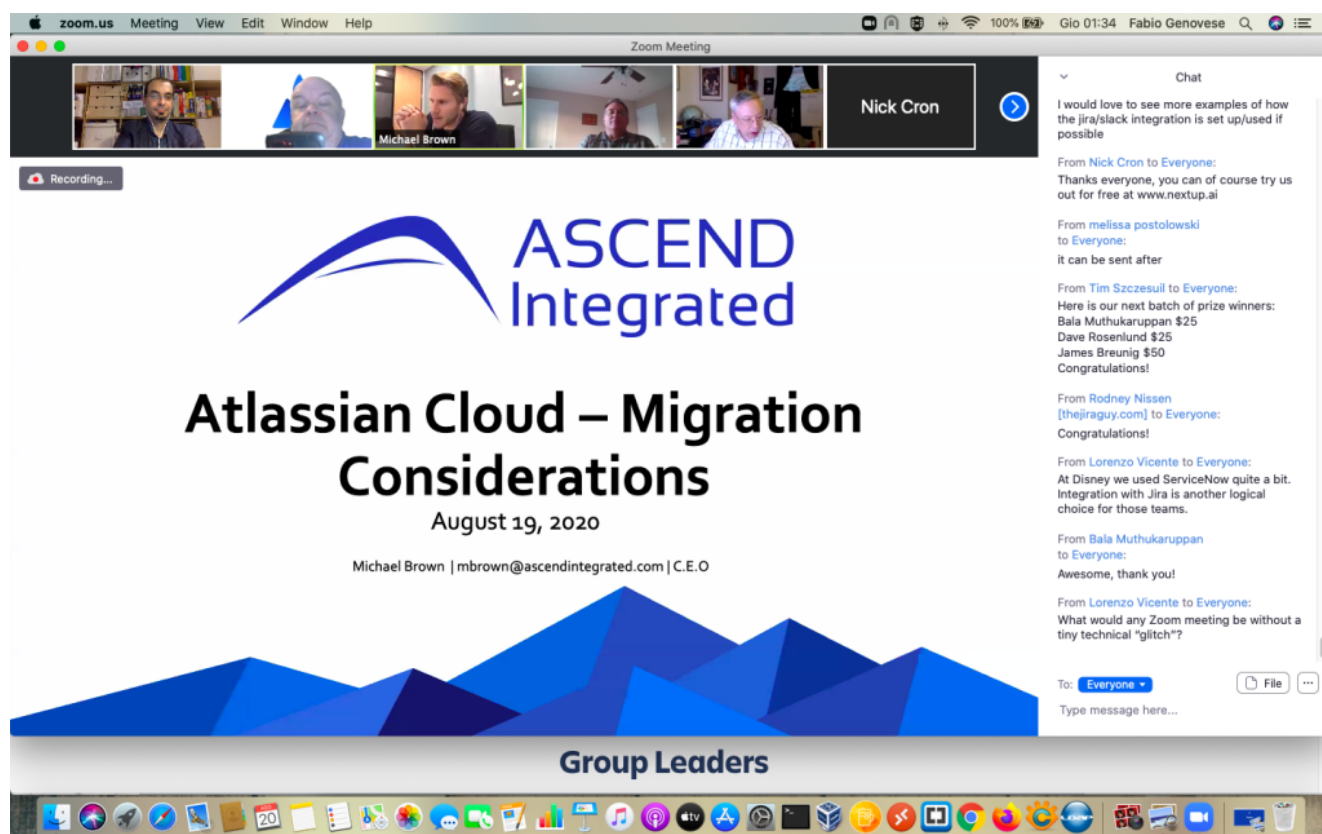 zoom.us Meeting View Edit Window Help 100% Gio 01:34 Fabio Genovese
Zoom Meeting
Michael Brown
Nick Cron
Recording...
ASCEND
Integrated
Atlassian Cloud – Migration
Considerations
August 19, 2020
Michael Brown | mbrown@ascendintegrated.com | C.E.O
Chat
I would love to see more examples of how
the jira/slack integration is set up/used if
possible
From Nick Cron to Everyone:
Thanks everyone, you can of course try us
out for free at www.nextup.ai
From melissa postolowski
to Everyone:
it can be sent after
From Tim Szczesuil to Everyone:
Here is our next batch of prize winners:
Bala Muthukaruppan $25
Dave Rosenlund $25
James Breunig $50
Congratulations!
From Rodney Nissen
[thejiraguy.com] to Everyone:
Congratulations!
From Lorenzo Vicente to Everyone:
At Disney we used ServiceNow quite a bit.
Integration with Jira is another logical
choice for those teams.
From Bala Muthukaruppan
to Everyone:
Awesome, thank you!
From Lorenzo Vicente to Everyone:
What would any Zoom meeting be without a
tiny technical “glitch”?
To: Everyone File
Type message here...
Group Leaders
20
tv